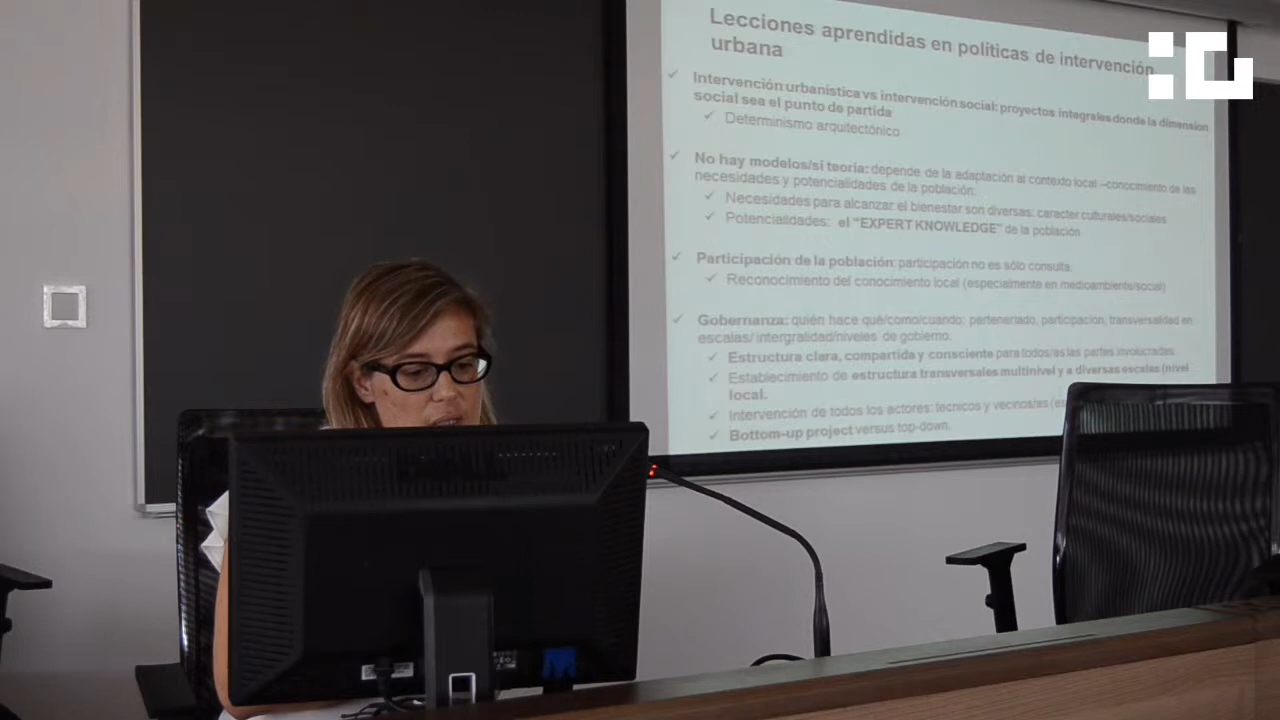 Lecciones aprendidas en políticas de intervención
urbana
Intervención urbanística vs intervención social: proyectos integrales donde la dimension
social sea el punto de partida
Determinismo arquitectónico
No hay modelos/sí teoria: depende de la adaptación al contexto local –conocimiento de las
necesidades y potencialidades de la población:
Necesidades para alcanzar el bienestar son diversas: caracter culturales/sociales
Potencialidades: el “EXPERT KNOWLEDGE” de la población
Participación de la población: participación no es sólo consulta.
Reconocimiento del conocimiento local (especialmente en medioambiente/social)
Gobernanza: quién hace qué/como/cuando: parteneriado, participacion, transversalidad en
escalas/ intergralidad/niveles de gobierno.
Estructura clara, compartida y consciente para todos/as las partes involucradas.
Establecimiento de estructura transversales multinivel y a diversas escalas (nivel
local.
Intervención de todos los actores: tecnicos y vecinos/as
Bottom-up project versus top-down.